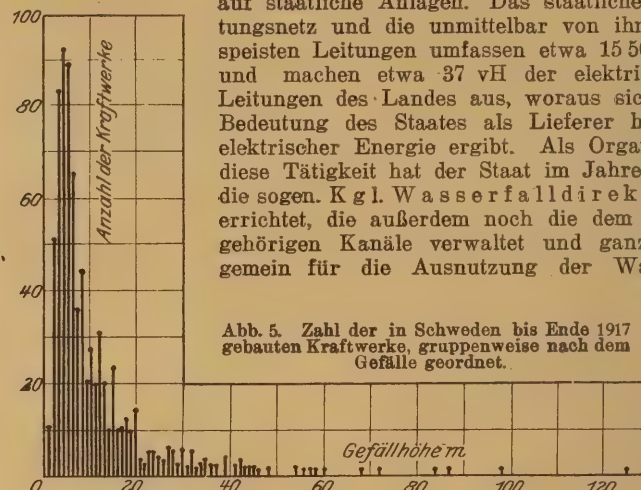 auf staatliche Anlagen. Das staatliche
tungsnetz und die unmittelbar von ihr
speisten Leitungen umfassen etwa 15 50
und machen etwa 37 vH der elektri
Leitungen des Landes aus, woraus sic
Bedeutung des Staates als Lieferer b
elektrischer Energie ergibt. Als Orga
diese Tätigkeit hat der Staat im Jahre
die sogen. Kgl. Wasserfalldirek
errichtet, die außerdem noch die dem
gehörigen Kanäle verwaltet und ganz
gemein für die Ausnutzung der Wa
Abb. 5. Zahl der in Schweden bis Ende 1917
gebauten Kraftwerke, gruppenweise nach dem
Gefälle geordnet.
100
80
60
40
20
Anzahl der Kraftwerke
Gefällhöhe m
0 20 40 60 80 100 120